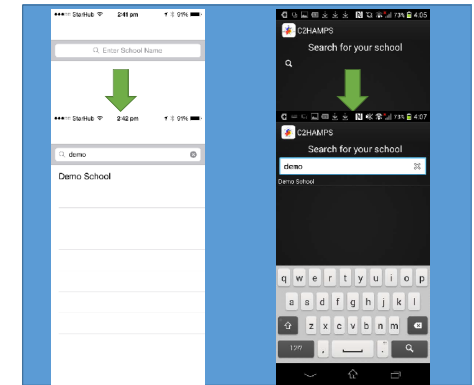 StarHub 2:41 pm 91%
Enter School Name
StarHub 2:42 pm 91%
demo
Demo School
73% 4:05
C2HAMPS
Search for your school
73% 4:07
C2HAMPS
Search for your school
demo
Demo School
q w e r t y u i o p
a s d f g h j k l
z x c v b n m
12!?
, .